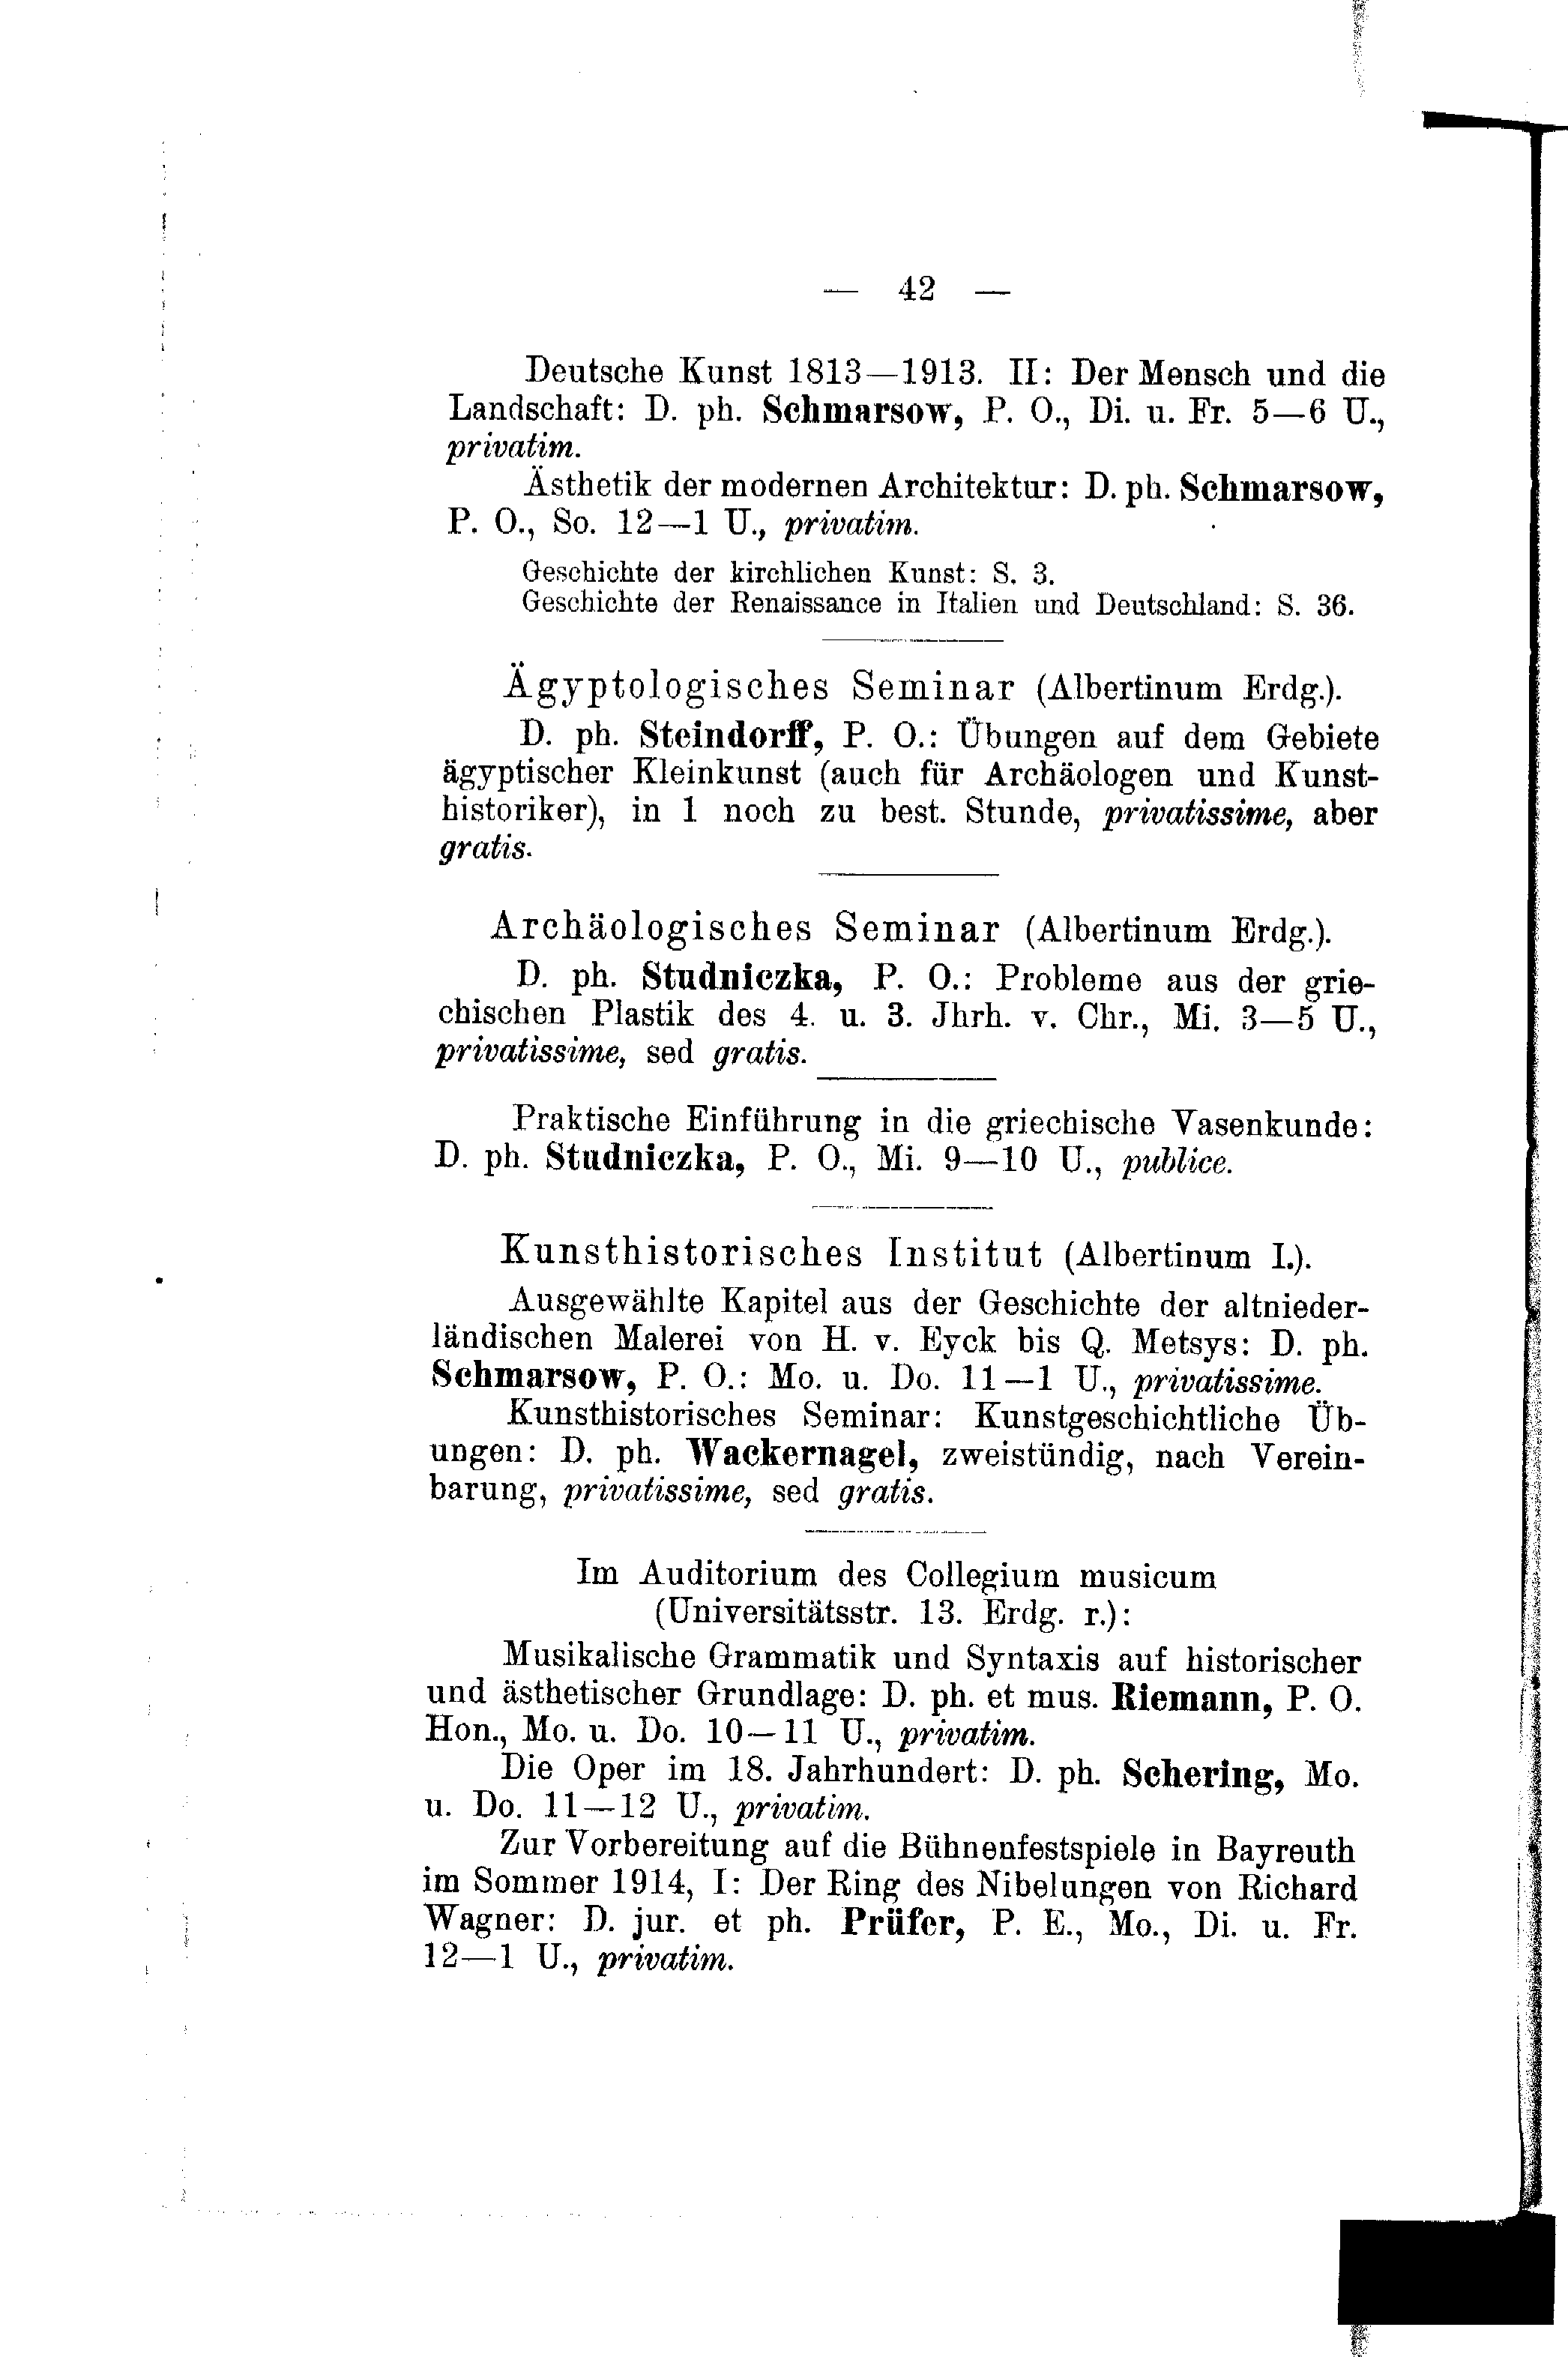 — 42 —
Deutsche Kunst 1813—1913. II: Der Mensch und die
Landschaft: D. ph. Schmarsow, P. O., Di. u. Fr. 5—6 U.,
privatim.
Ästhetik der modernen Architektur: D. ph. Schmarsow,
P. O., So. 12—1 U., privatim.
Geschichte der kirchlichen Kunst: S. 3.
Geschichte der Renaissance in Italien und Deutschland: S. 36.
Ägyptologisches Seminar (Albertinum Erdg.).
D. ph. Steindorff, P. O.: Übungen auf dem Gebiete
ägyptischer Kleinkunst (auch für Archäologen und Kunst-
historiker), in 1 noch zu best. Stunde, privatissime, aber
gratis.
Archäologisches Seminar (Albertinum Erdg.).
D. ph. Studniczka, P. O.: Probleme aus der grie-
chischen Plastik des 4. u. 3. Jhrh. v. Chr., Mi. 3—5 U.,
privatissime, sed gratis.
Praktische Einführung in die griechische Vasenkunde:
D. ph. Studniczka, P. O., Mi. 9—10 U., publice.
Kunsthistorisches Institut (Albertinum I.).
Ausgewählte Kapitel aus der Geschichte der altnieder-
ländischen Malerei von H. v. Eyck bis Q. Metsys: D. ph.
Schmarsow, P. O.: Mo. u. Do. 11—1 U., privatissime.
Kunsthistorisches Seminar: Kunstgeschichtliche Üb-
ungen: D. ph. Wackernagel, zweistündig, nach Verein-
barung, privatissime, sed gratis.
Im Auditorium des Collegium musicum
(Universitätsstr. 13. Erdg. r.):
Musikalische Grammatik und Syntaxis auf historischer
und ästhetischer Grundlage: D. ph. et mus. Riemann, P. O.
Hon., Mo. u. Do. 10—11 U., privatim.
Die Oper im 18. Jahrhundert: D. ph. Schering, Mo.
u. Do. 11—12 U., privatim.
Zur Vorbereitung auf die Bühnenfestspiele in Bayreuth
im Sommer 1914, I: Der Ring des Nibelungen von Richard
Wagner: D. jur. et ph. Prüfer, P. E., Mo., Di. u. Fr.
12—1 U., privatim.